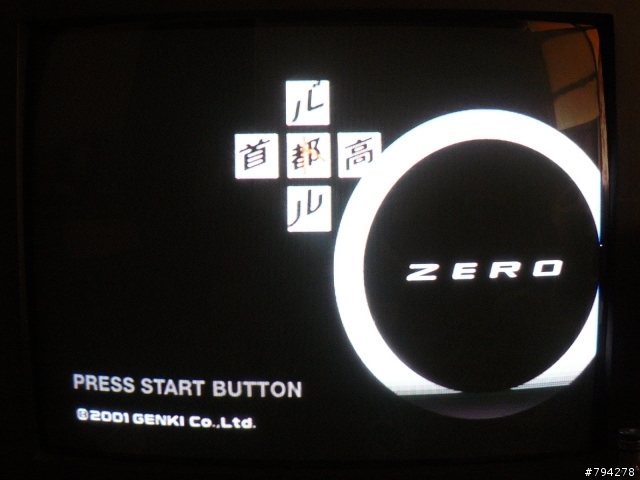 バ
首都高
ル
ZERO
PRESS START BUTTON
©2001 GENKI Co.,Ltd.
#794278